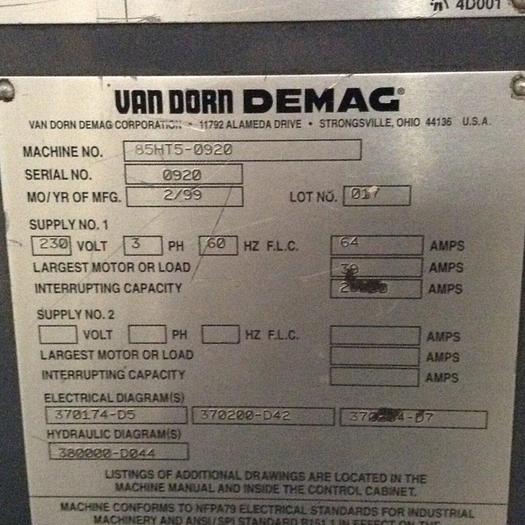 4D001
VAN DORN DEMAG®
VAN DORN DEMAG CORPORATION • 11792 ALAMEDA DRIVE • STRONGSVILLE, OHIO 44136 U.S.A.
MACHINE NO. 85HT5-0920
SERIAL NO. 0920
MO/YR OF MFG. 2/99 LOT NO. 017
SUPPLY NO. 1
230 VOLT 3 PH 60 HZ F.L.C. 64 AMPS
LARGEST MOTOR OR LOAD AMPS
INTERRUPTING CAPACITY AMPS
SUPPLY NO. 2
VOLT PH HZ F.L.C. AMPS
LARGEST MOTOR OR LOAD AMPS
INTERRUPTING CAPACITY AMPS
ELECTRICAL DIAGRAM(S)
370174-D5 370200-D42
HYDRAULIC DIAGRAM(S)
380000-D044
LISTINGS OF ADDITIONAL DRAWINGS ARE LOCATED IN THE
MACHINE MANUAL AND INSIDE THE CONTROL CABINET.
MACHINE CONFORMS TO NFPA79 ELECTRICAL STANDARDS FOR INDUSTRIAL
MACHINERY AND ANSI/SPI STANDARD